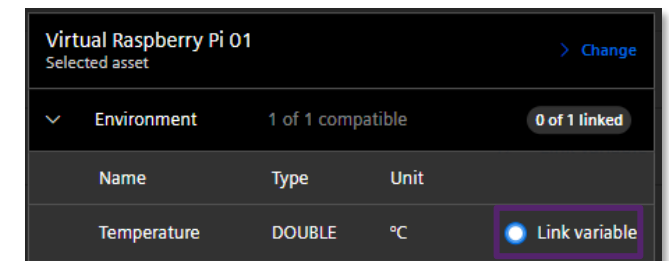 Virtual Raspberry Pi 01
Selected asset
Change
Environment 1 of 1 compatible 0 of 1 linked
Name Type Unit
Temperature DOUBLE °C Link variable